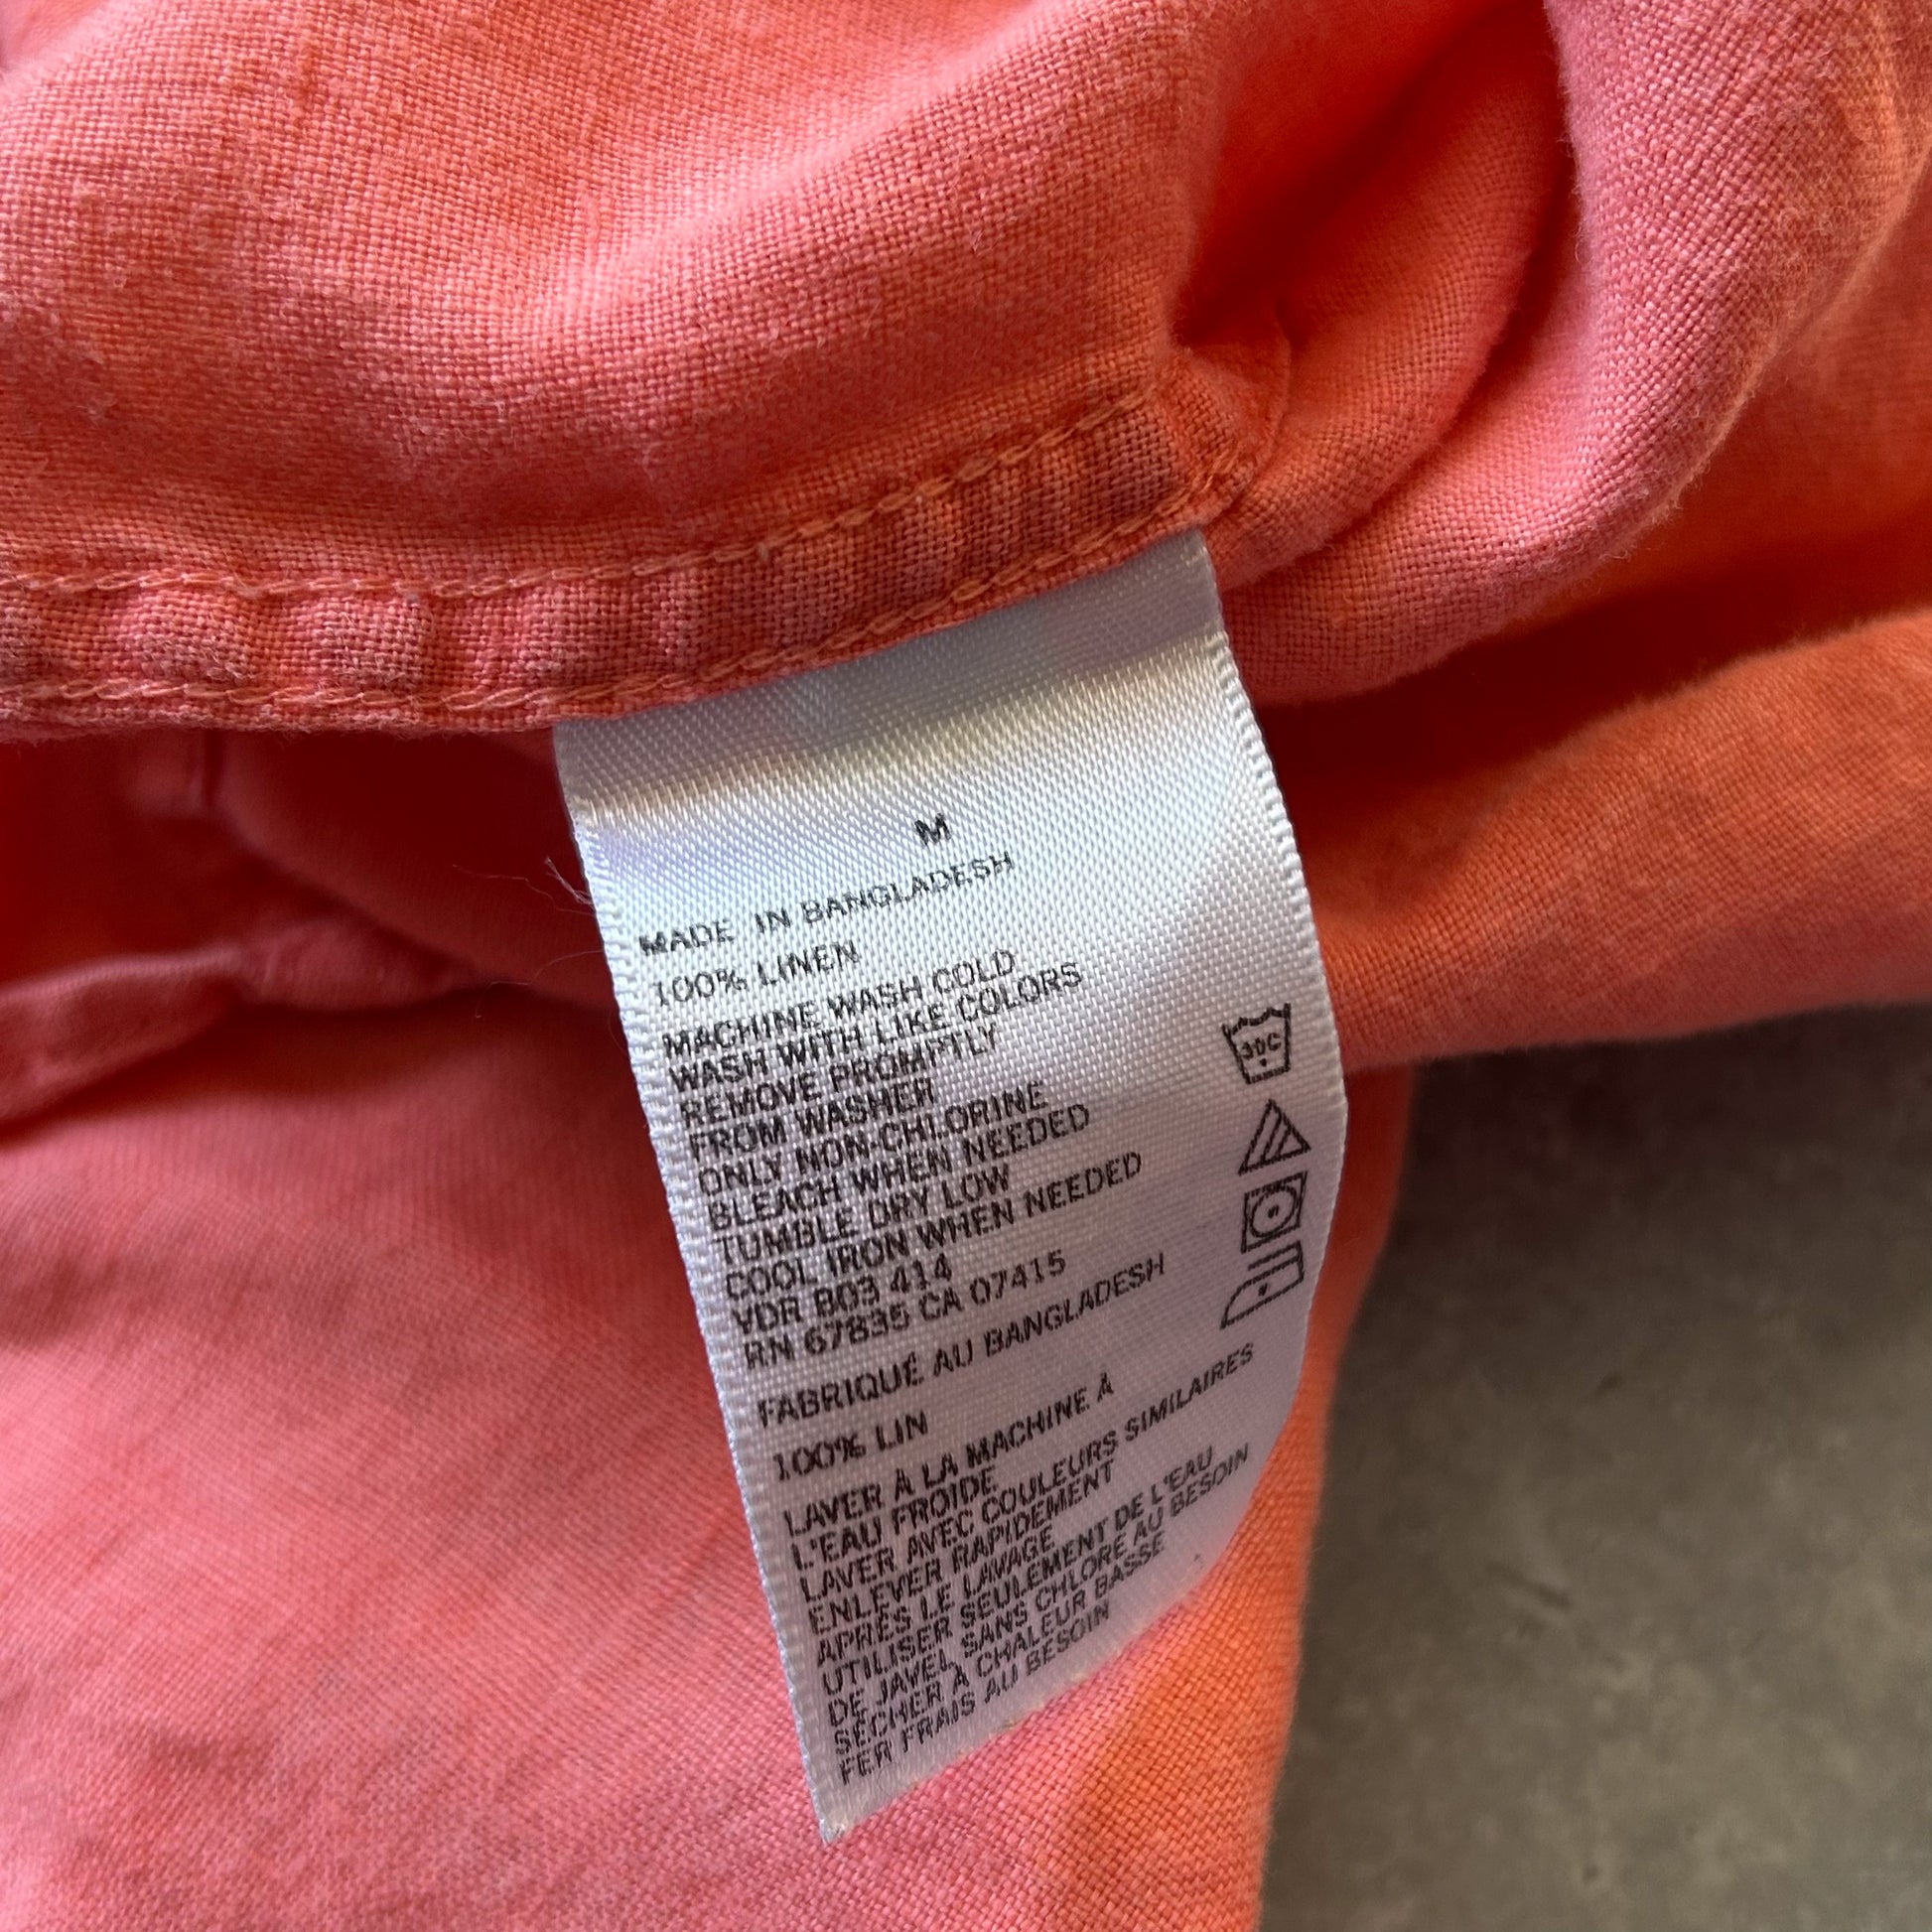 M
MADE IN BANGLADESH
100% LINEN
MACHINE WASH COLD
WASH WITH LIKE COLORS
REMOVE PROMPTLY
FROM WASHER
ONLY NON-CHLORINE
BLEACH WHEN NEEDED
TUMBLE DRY LOW
COOL IRON WHEN NEEDED
VDR B03 414
RN 67835 CA 07415
30C
FABRIQUÉ AU BANGLADESH
100% LIN
LAVER À LA MACHINE À
L'EAU FROIDE
LAVER AVEC COULEURS SIMILAIRES
ENLEVER RAPIDEMENT
APRÈS LE LAVAGE
UTILISER SEULEMENT DE L'EAU
DE JAVEL SANS CHLORE AU BESOIN
SÉCHER À CHALEUR BASSE
FER FRAIS AU BESOIN